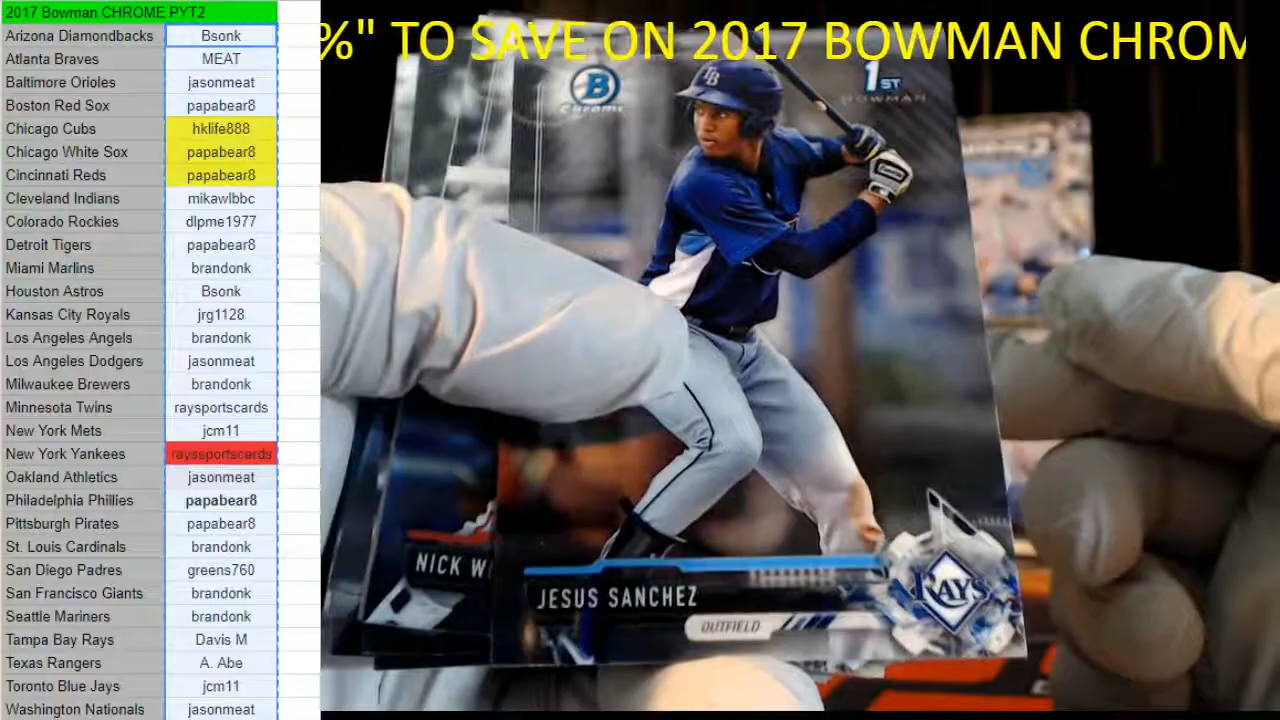 2017 Bowman CHROME PYT2
Arizona Diamondbacks Bsonk
Atlanta Braves MEAT
Baltimore Orioles jasonmeat
Boston Red Sox papabear8
Chicago Cubs hklife888
Chicago White Sox papabear8
Cincinnati Reds papabear8
Cleveland Indians mikawlbbc
Colorado Rockies dlpme1977
Detroit Tigers papabear8
Miami Marlins brandonk
Houston Astros Bsonk
Kansas City Royals jrg1128
Los Angeles Angels brandonk
Los Angeles Dodgers jasonmeat
Milwaukee Brewers brandonk
Minnesota Twins raysportscards
New York Mets jcm11
New York Yankees rayssportscards
Oakland Athletics jasonmeat
Philadelphia Phillies papabear8
Pittsburgh Pirates papabear8
St. Louis Cardinals brandonk
San Diego Padres greens760
San Francisco Giants brandonk
Seattle Mariners brandonk
Tampa Bay Rays Davis M
Texas Rangers A. Abe
Toronto Blue Jays jcm11
Washington Nationals jasonmeat
%" TO SAVE ON 2017 BOWMAN CHROM
B
Chrome
TB
1ST
BOWMAN
NICK W
JESUS SANCHEZ
OUTFIELD
RAYS